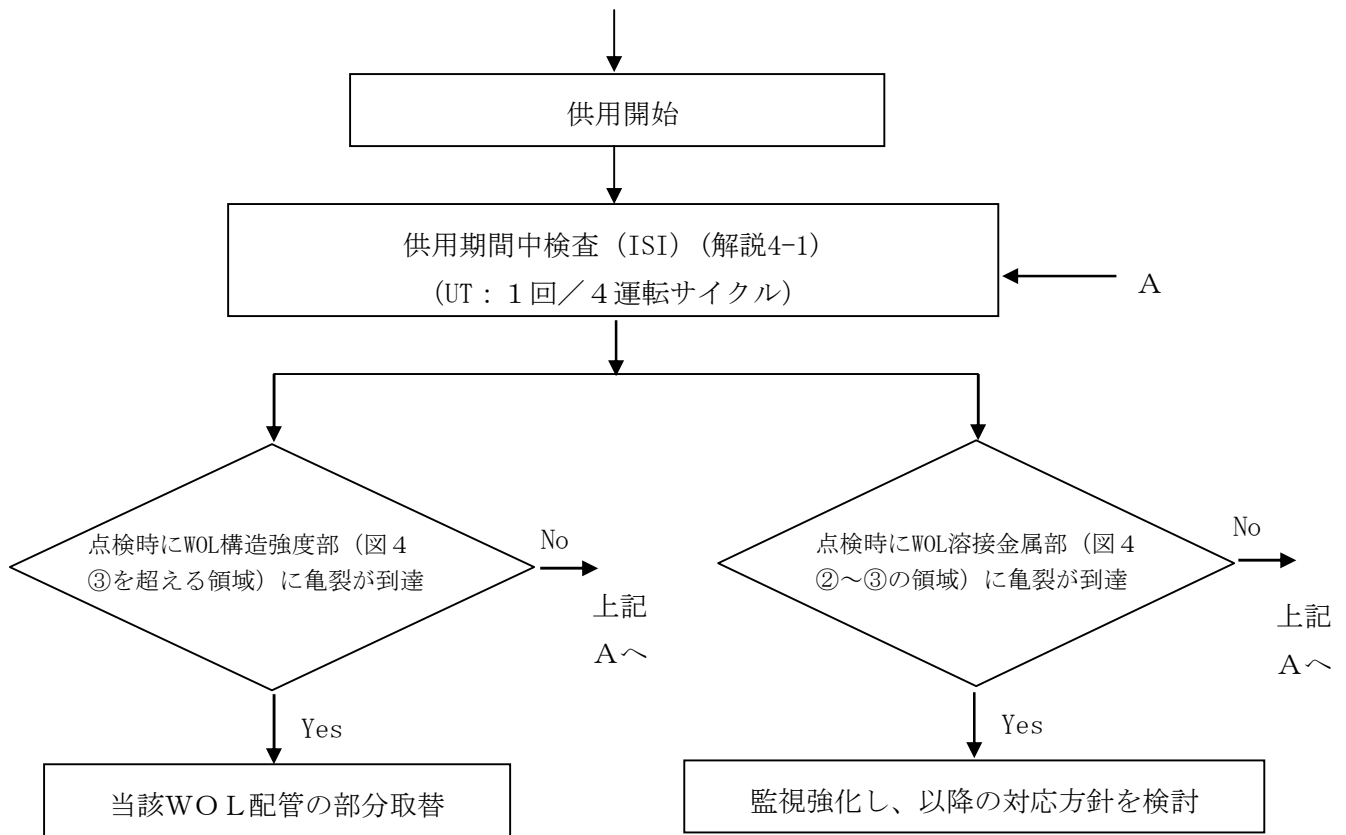 供用開始
供用期間中検査（ISI）(解説4-1)
（UT：１回／４運転サイクル）
A
点検時にWOL構造強度部（図４
③を超える領域）に亀裂が到達
No
上記
Aへ
Yes
当該ＷＯＬ配管の部分取替
点検時にWOL溶接金属部（図４
②～③の領域）に亀裂が到達
No
上記
Aへ
Yes
監視強化し、以降の対応方針を検討